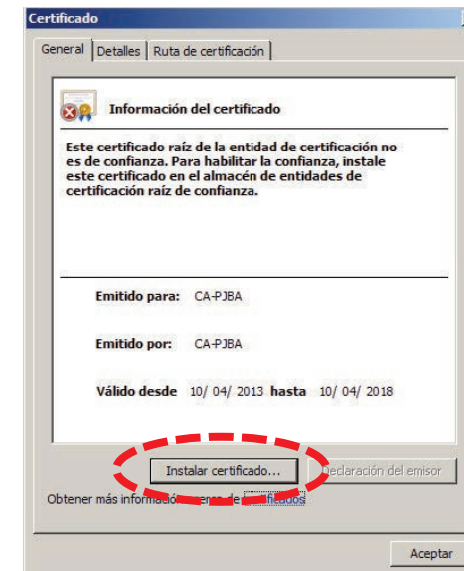 Certificado
General Detalles Ruta de certificación
Información del certificado
Este certificado raíz de la entidad de certificación no
es de confianza. Para habilitar la confianza, instale
este certificado en el almacén de entidades de
certificación raíz de confianza.
Emitido para: CA-PJBA
Emitido por: CA-PJBA
Válido desde 10/ 04/ 2013 hasta 10/ 04/ 2018
Instalar certificado... Declaración del emisor
Obtener más información acerca de certificados
Aceptar